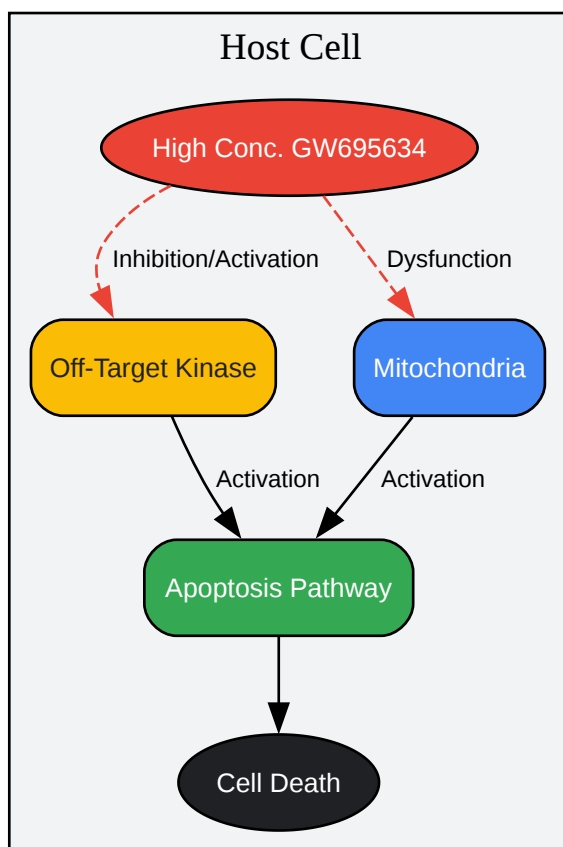 Host Cell
High Conc. GW695634
Inhibition/Activation
Dysfunction
Off-Target Kinase
Mitochondria
Activation
Activation
Apoptosis Pathway
Cell Death